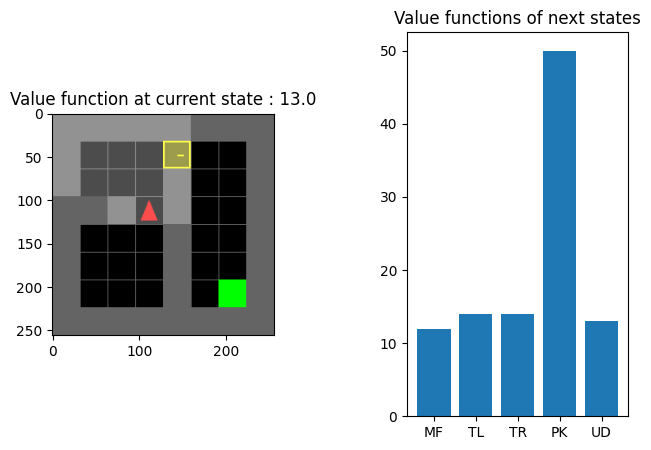 Value functions of next states
Value function at current state : 13.0
0
50
100
150
200
250
0
100
200
50
40
30
20
10
0
MF
TL
TR
PK
UD